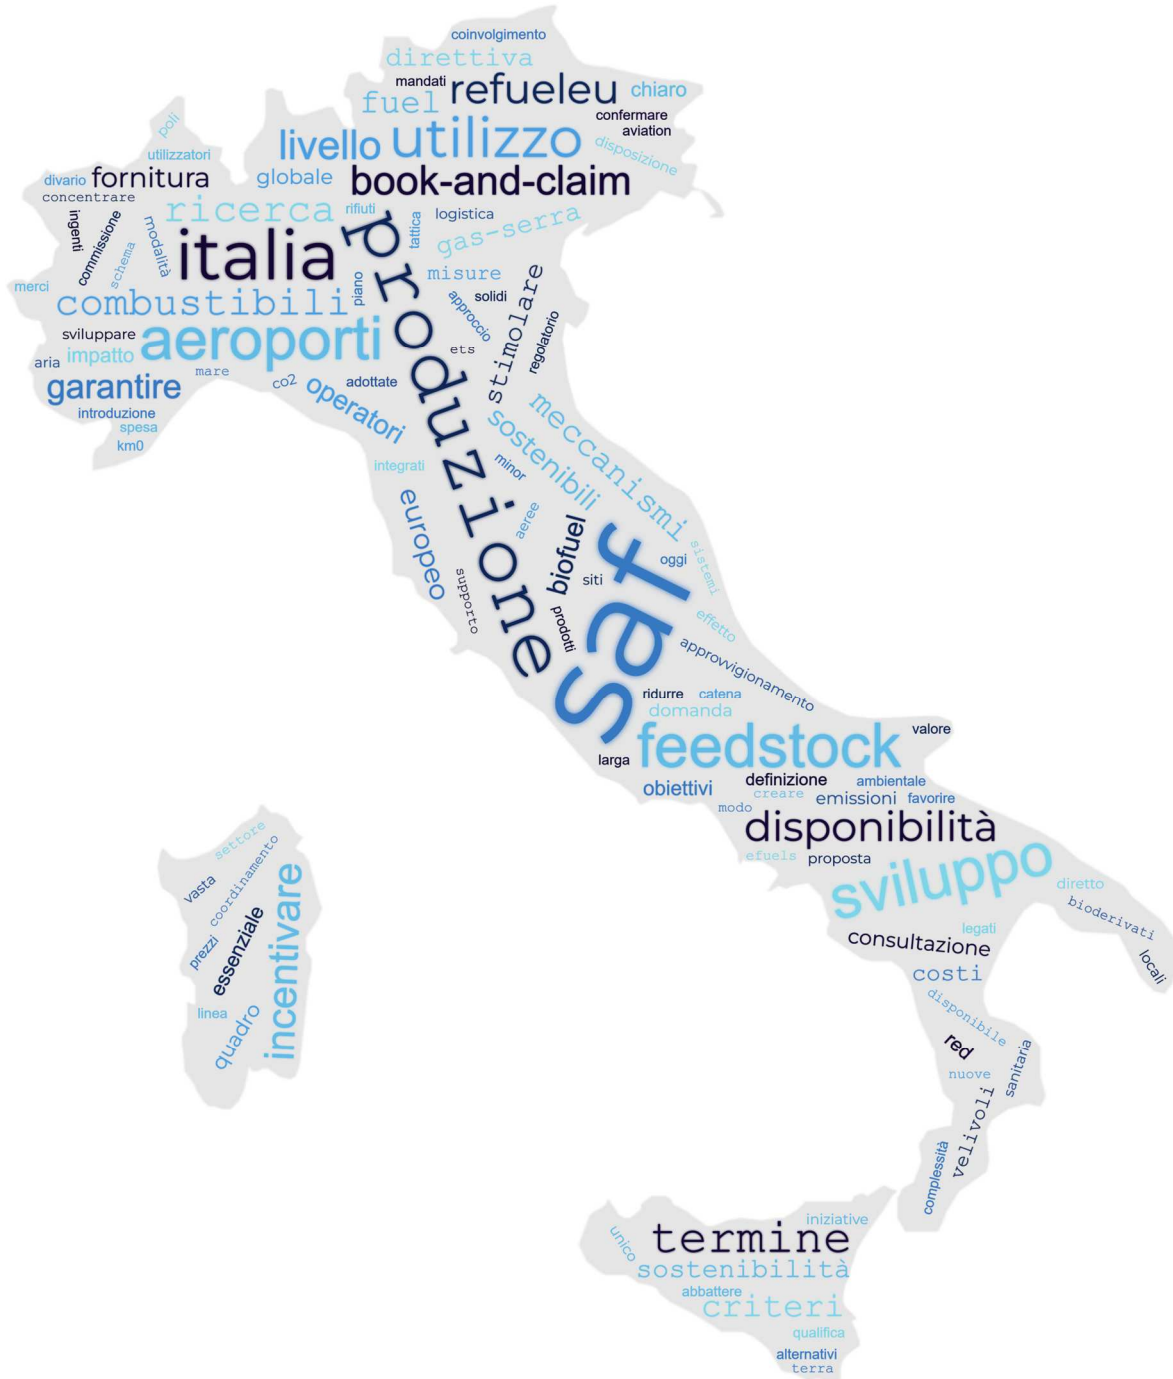 coinvolgimento
direttiva
mandati
refueleu
chiaro
fuel
confermare
aviation
poli
livello
utilizzo
disposizione
utilizzatori
divario
fornitura
globale
book-and-claim
concentrare
ingenti
commissione
schema
modalità
ricerca
rifiuti
tattica
logistica
gas-serra
italia
produzione
merci
combustibili
piano
misure
approccio
solidi
stimolare
regolatorio
sviluppare
aeroporti
ets
aria
impatto
mare
co2
operatori
adottate
garantire
introduzione
spesa
km0
integrati
sostenibili
meccanismi
minor
europeo
aeree
biofuel
saf
oggi
sistemi
supporto
siti
prodotti
effetto
approvvigionamento
ridurre
catena
domanda
feedstock
valore
larga
obiettivi
definizione
ambientale
creare
modo
emissioni
favorire
disponibilità
efuels
proposta
sviluppo
diretto
bioderivati
legati
consultazione
locali
costi
disponibile
red
nuove
sanitaria
velivoli
complessità
settore
coordinamento
vasta
incentivare
prezzi
essenziale
linea
quadro
iniziative
unico
termine
sostenibilità
abbattere
criteri
qualifica
alternativi
terra